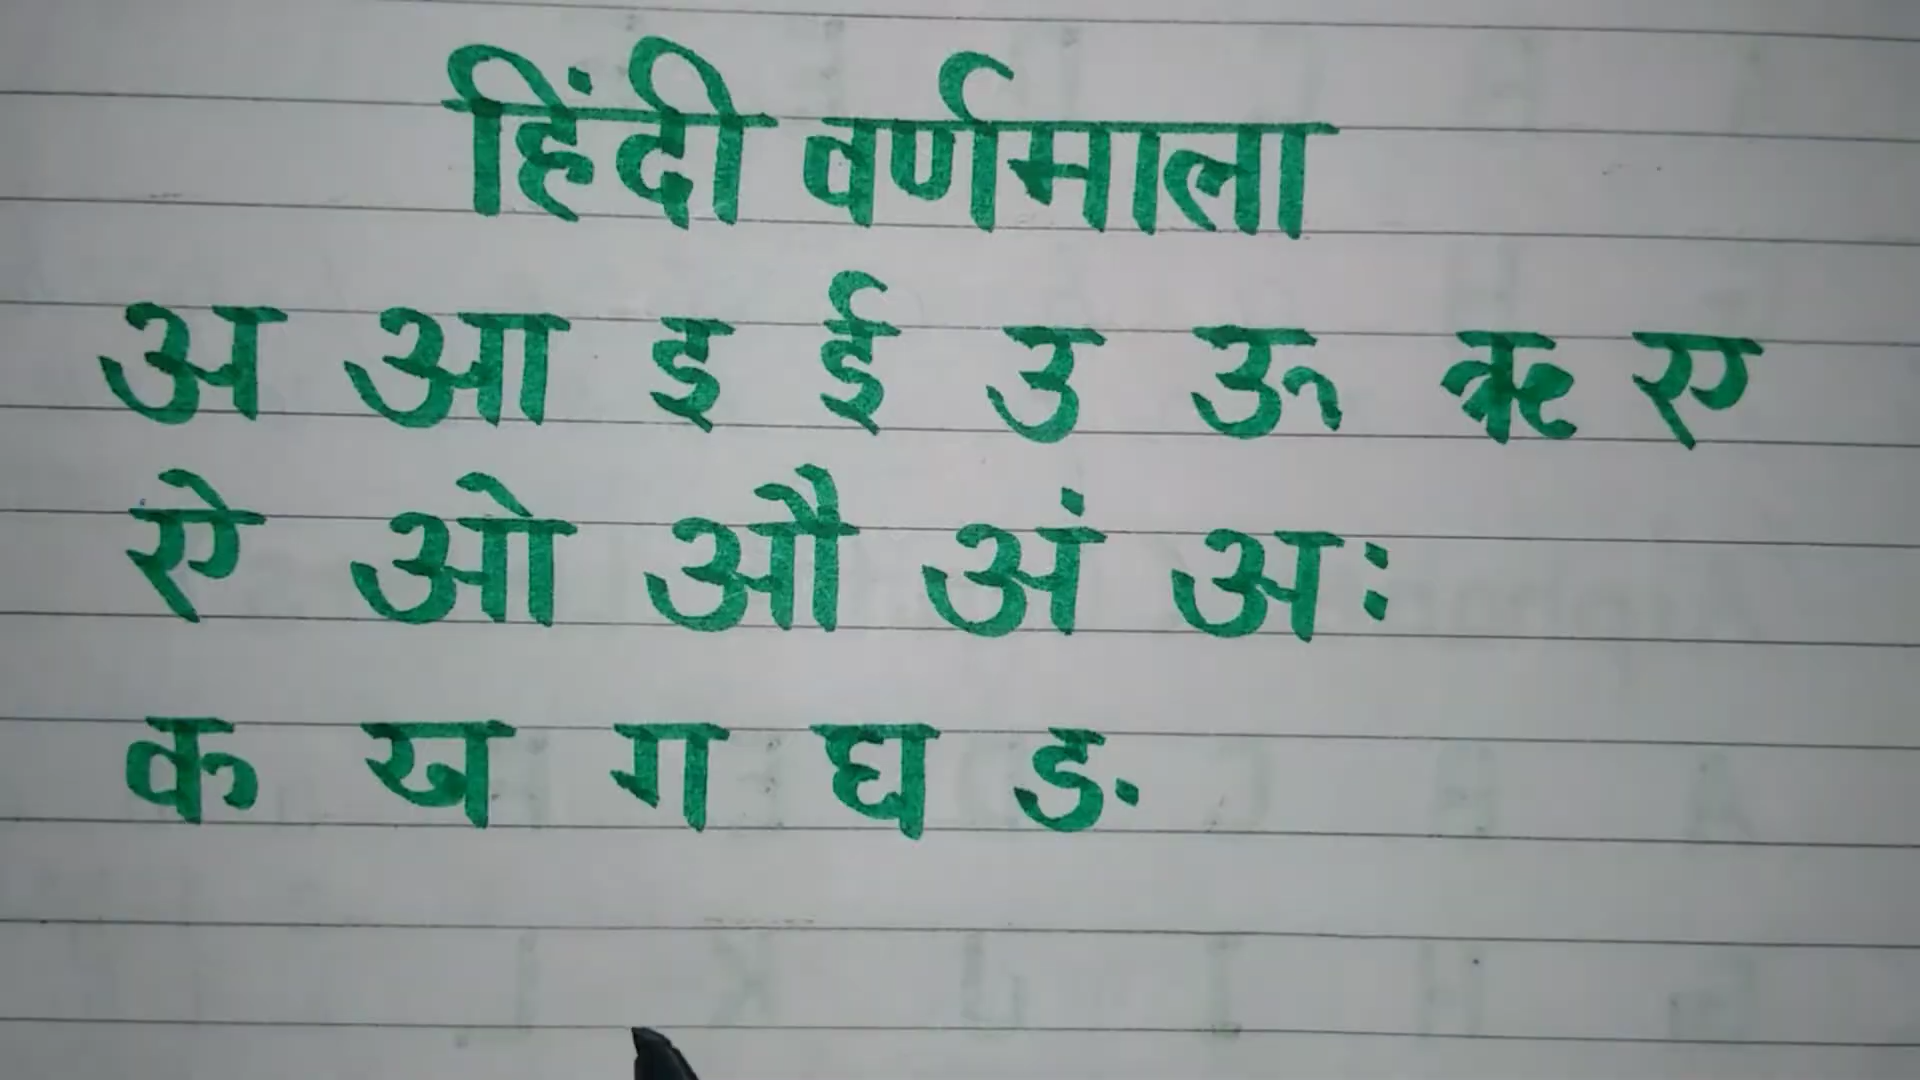 हिंदी वर्णमाला
अ आ इ ई उ ऊ ऋ ए
ऐ ओ औ अं अः
क ख ग घ ङ